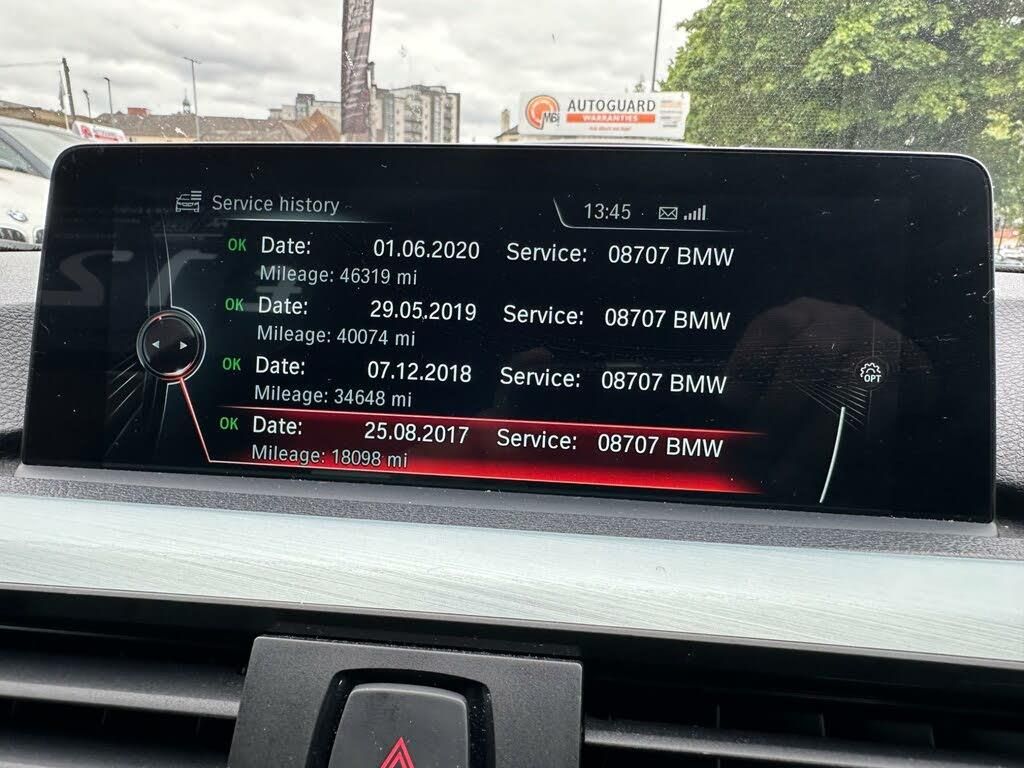 AUTOGUARD
WARRANTIES
Service history
13:45
OK Date: 01.06.2020 Service: 08707 BMW
Mileage: 46319 mi
OK Date: 29.05.2019 Service: 08707 BMW
Mileage: 40074 mi
OK Date: 07.12.2018 Service: 08707 BMW
Mileage: 34648 mi
OPT
OK Date: 25.08.2017 Service: 08707 BMW
Mileage: 18098 mi